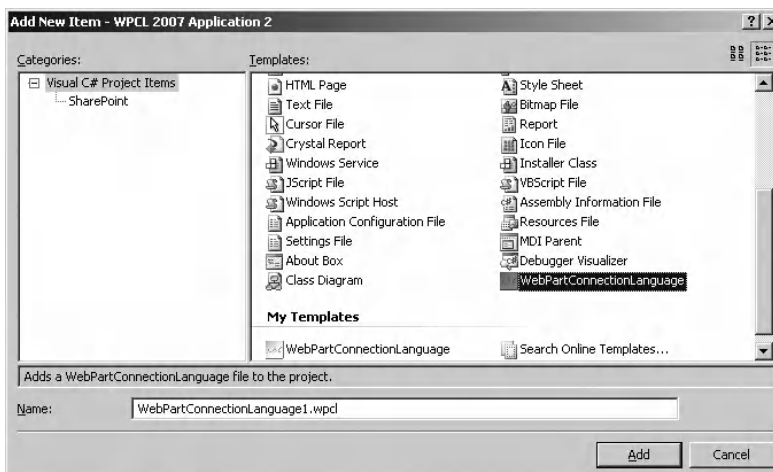 Add New Item - WPCL 2007 Application 2
Categories:
Templates:
Visual C# Project Items
SharePoint
HTML Page
Style Sheet
Text File
Bitmap File
Cursor File
Report
Crystal Report
Icon File
Windows Service
Installer Class
JScript File
VBScript File
Windows Script Host
Assembly Information File
Application Configuration File
Resources File
Settings File
MDI Parent
About Box
Debugger Visualizer
Class Diagram
WebPartConnectionLanguage
My Templates
WebPartConnectionLanguage
Search Online Templates...
Adds a WebPartConnectionLanguage file to the project.
Name:
WebPartConnectionLanguage1.wpcl
Add
Cancel